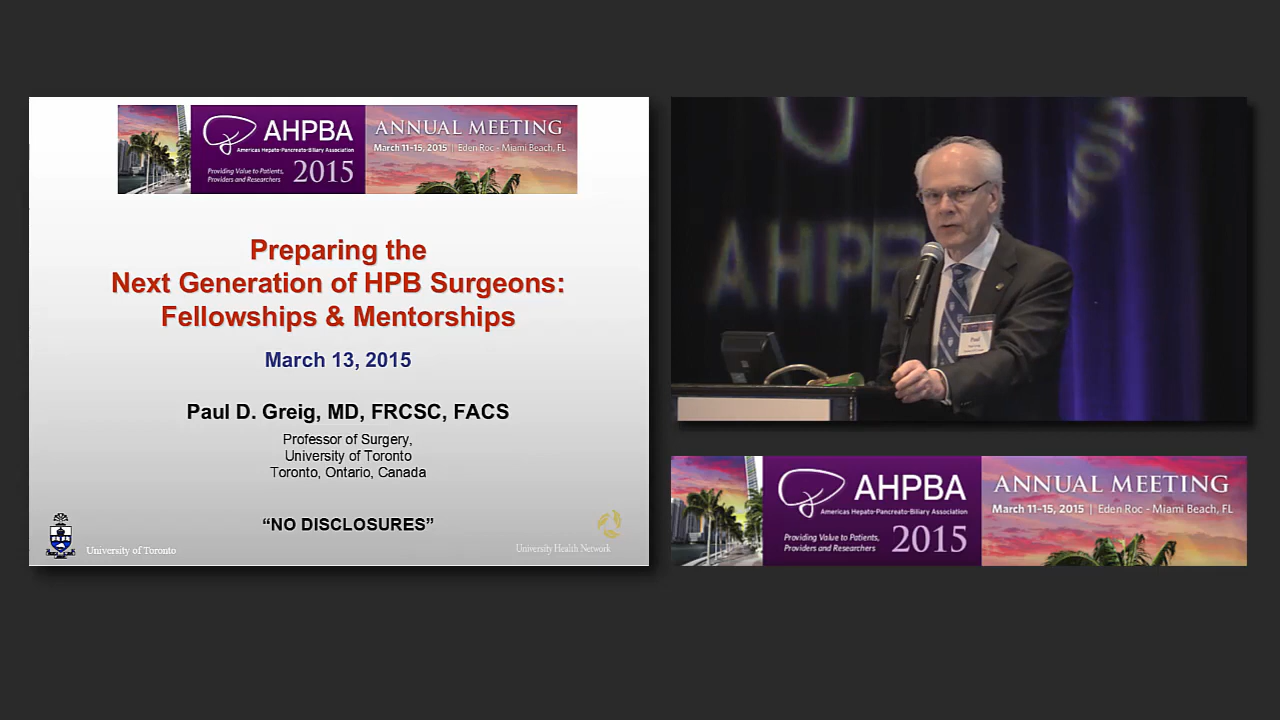 AHPBA
Americas Hepato-Pancreato-Biliary Association
Providing Value to Patients,
Providers and Researchers
2015
ANNUAL MEETING
March 11-15, 2015 | Eden Roc - Miami Beach, FL
Preparing the
Next Generation of HPB Surgeons:
Fellowships & Mentorships
March 13, 2015
Paul D. Greig, MD, FRCSC, FACS
Professor of Surgery,
University of Toronto
Toronto, Ontario, Canada
“NO DISCLOSURES”
University of Toronto
University Health Network
AHPB
tion
Paul
AHPBA
Americas Hepato-Pancreato-Biliary Association
Providing Value to Patients,
Providers and Researchers
2015
ANNUAL MEETING
March 11-15, 2015 | Eden Roc - Miami Beach, FL